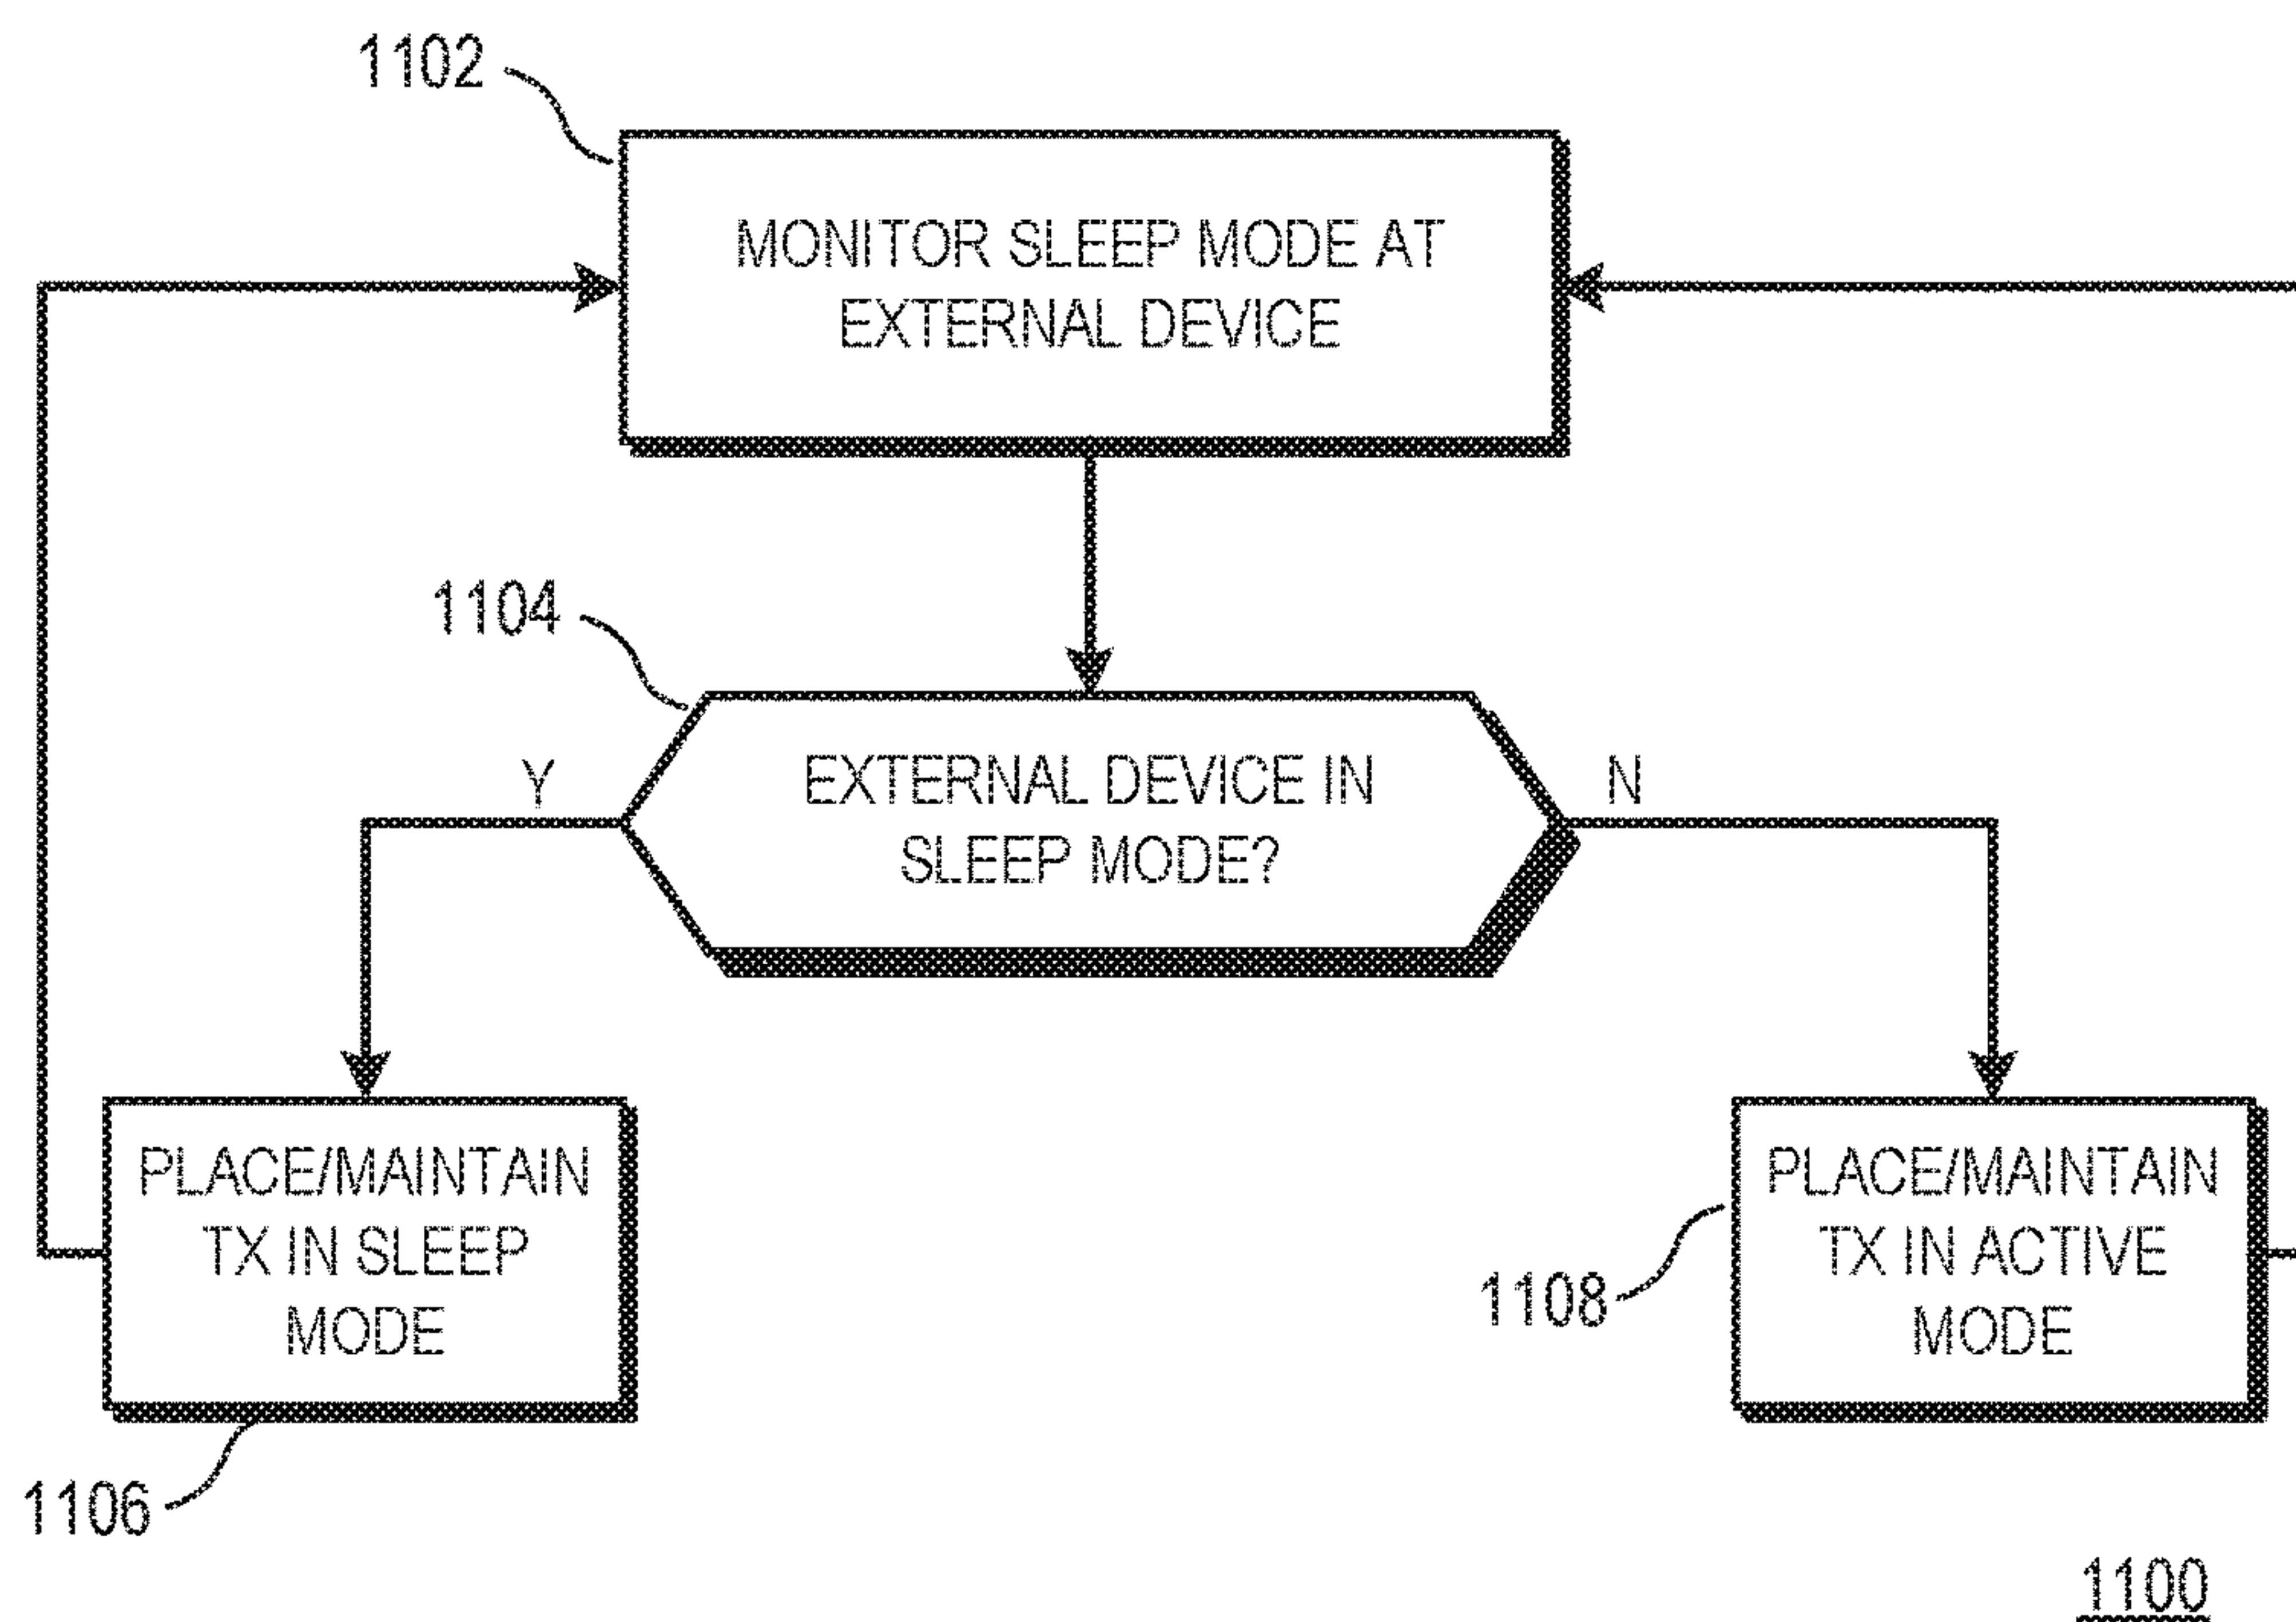 1102
MONITOR SLEEP MODE AT
EXTERNAL DEVICE
1104
Y
EXTERNAL DEVICE IN
SLEEP MODE?
N
PLACE/MAINTAIN
TX IN SLEEP
MODE
1106
PLACE/MAINTAIN
TX IN ACTIVE
MODE
1108
1100